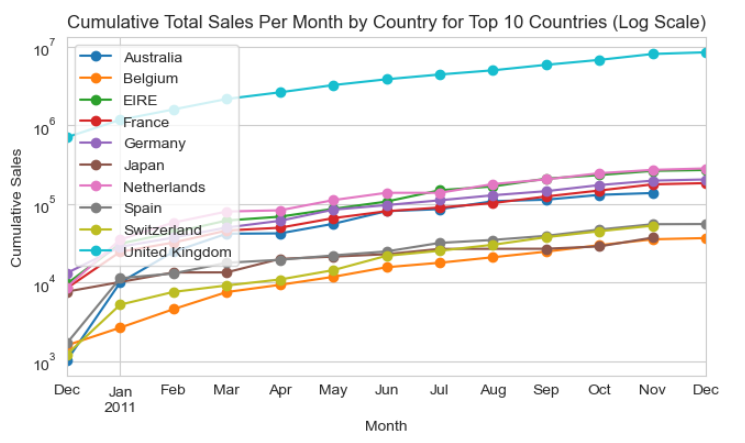 Cumulative Total Sales Per Month by Country for Top 10 Countries (Log Scale)
10^7
10^6
10^5
10^4
10^3
Cumulative Sales
Australia
Belgium
EIRE
France
Germany
Japan
Netherlands
Spain
Switzerland
United Kingdom
Dec Jan Feb Mar Apr May Jun Jul Aug Sep Oct Nov Dec
2011
Month